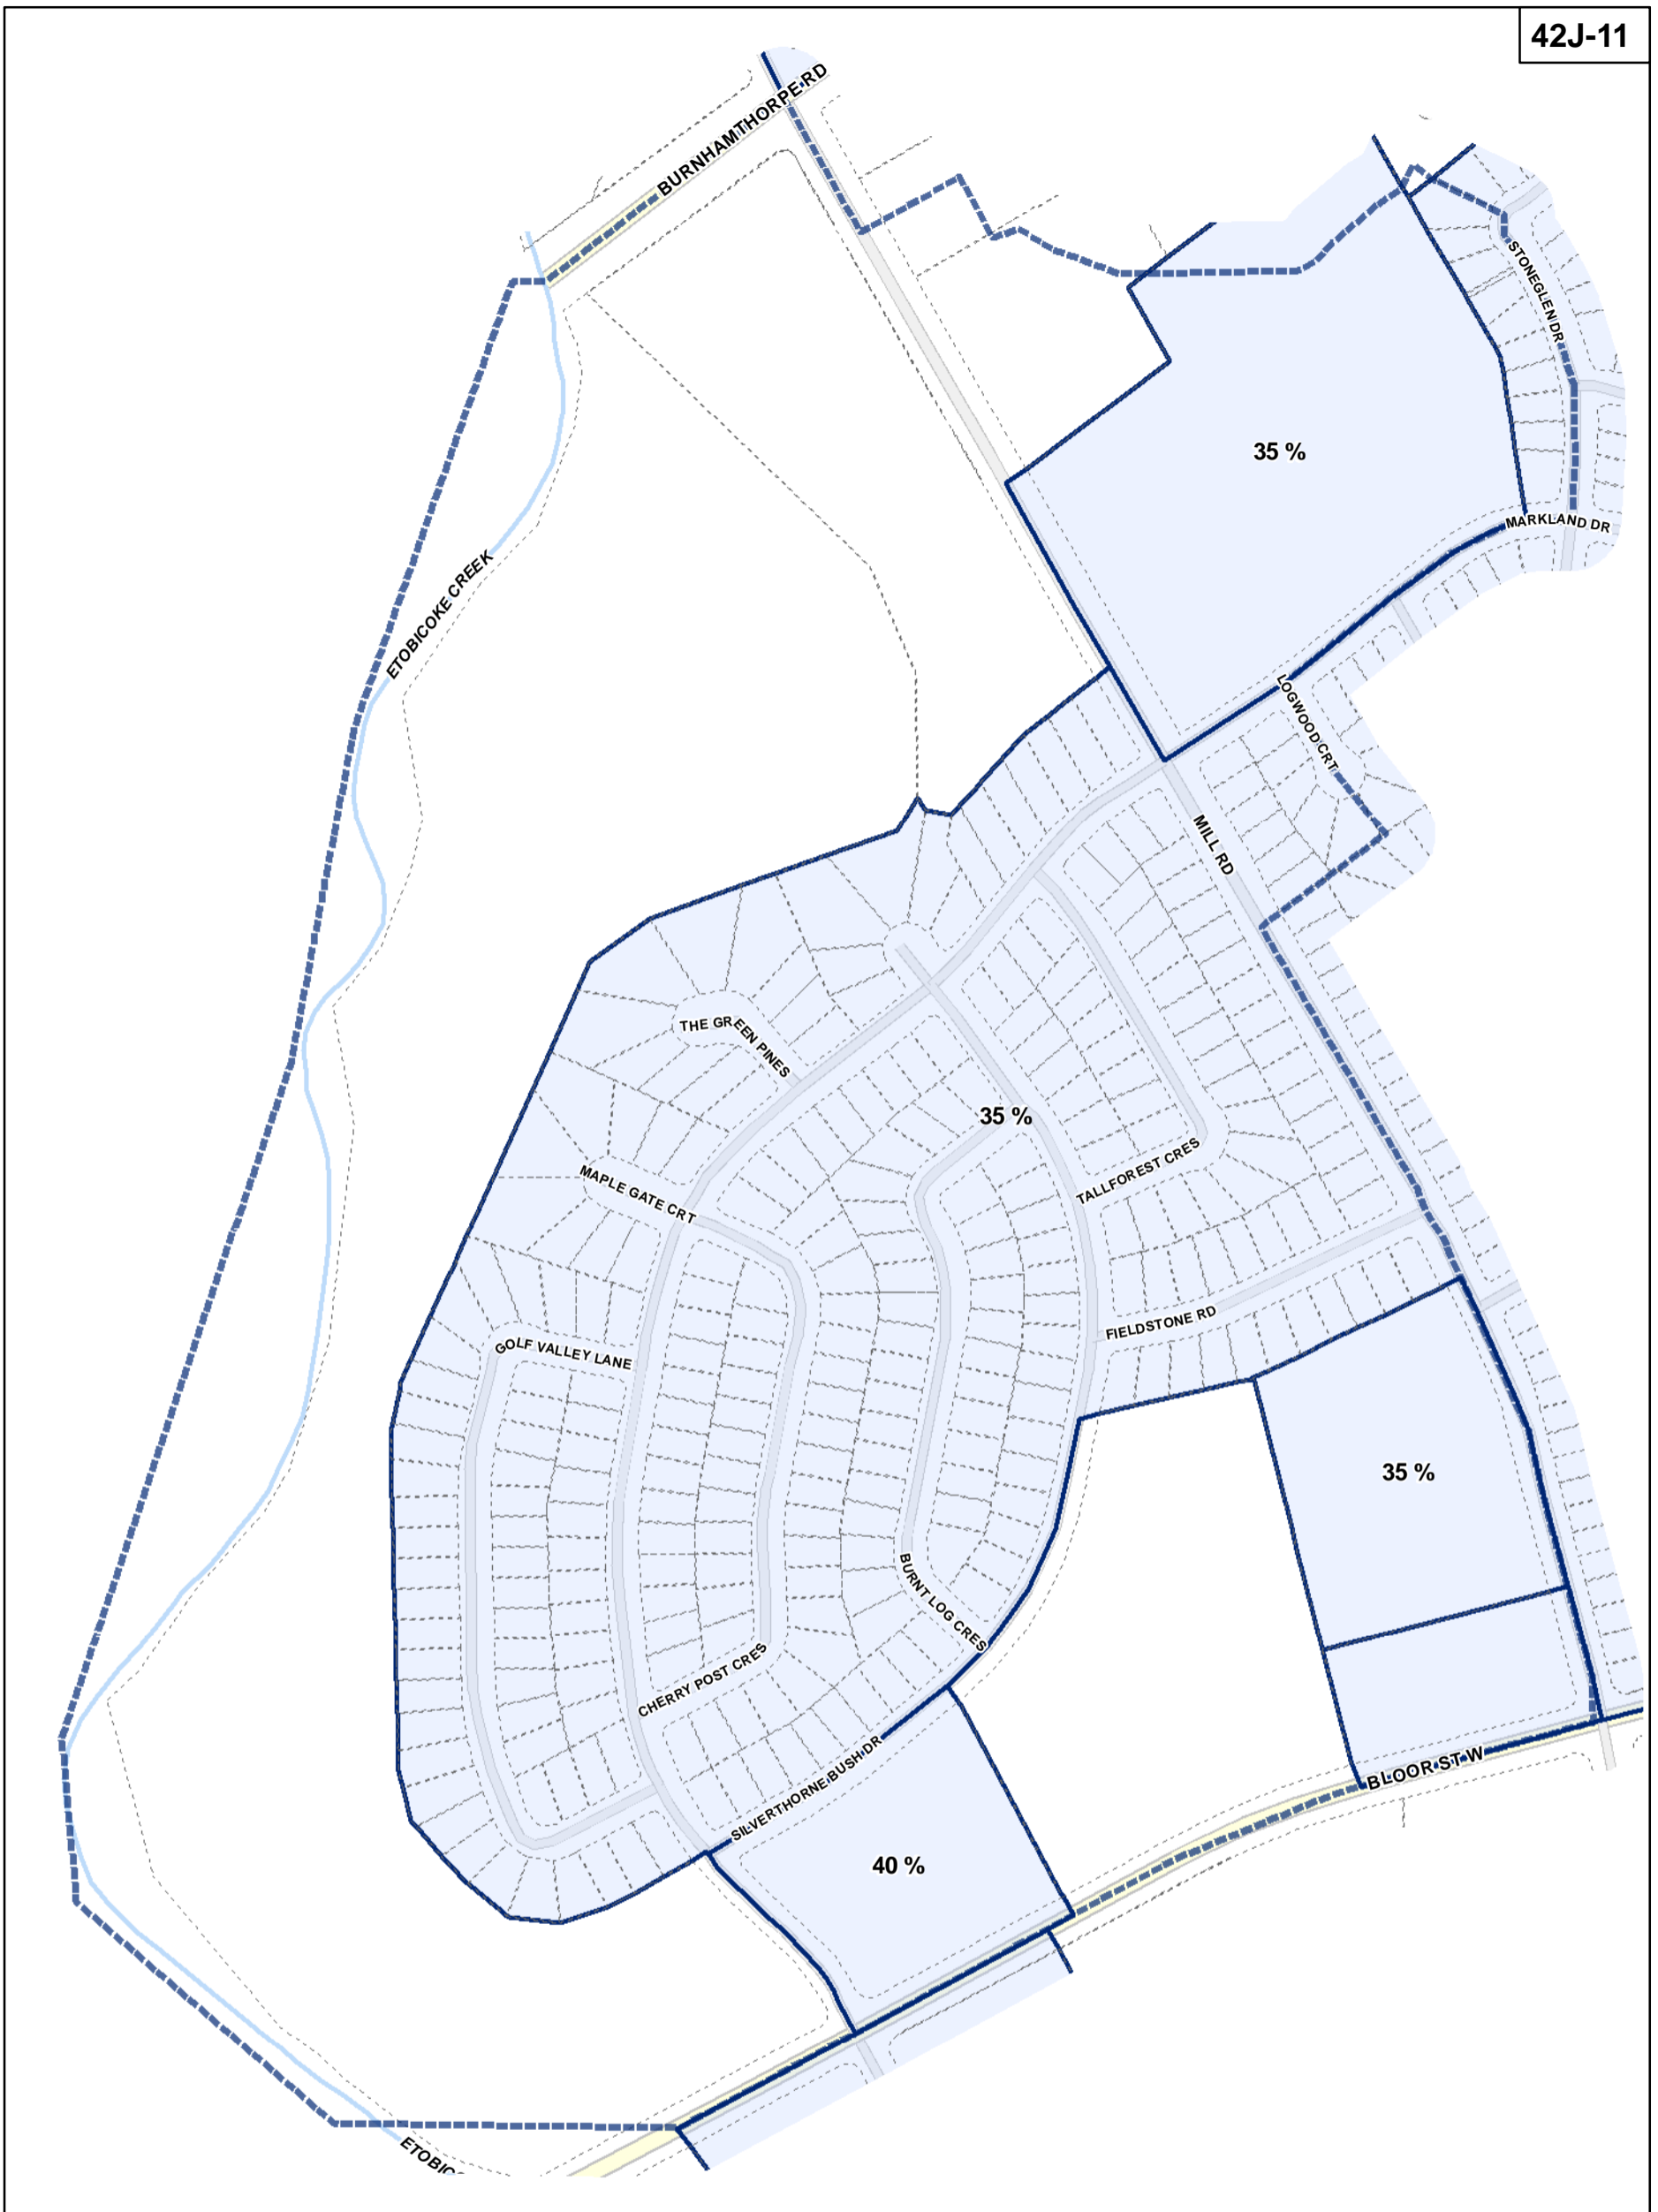 42J-11
BURNHAMTHORPE RD
STONEGLEN DR
35 %
MARKLAND DR
ETOBICOKE CREEK
LOGWOOD CRT
MILL RD
THE GREEN PINES
35 %
TALLFOREST CRES
MAPLE GATE CRT
FIELDSTONE RD
GOLF VALLEY LANE
35 %
BURNT LOG CRES
CHERRY POST CRES
SILVERTHORNE BUSH DR
BLOOR ST W
40 %